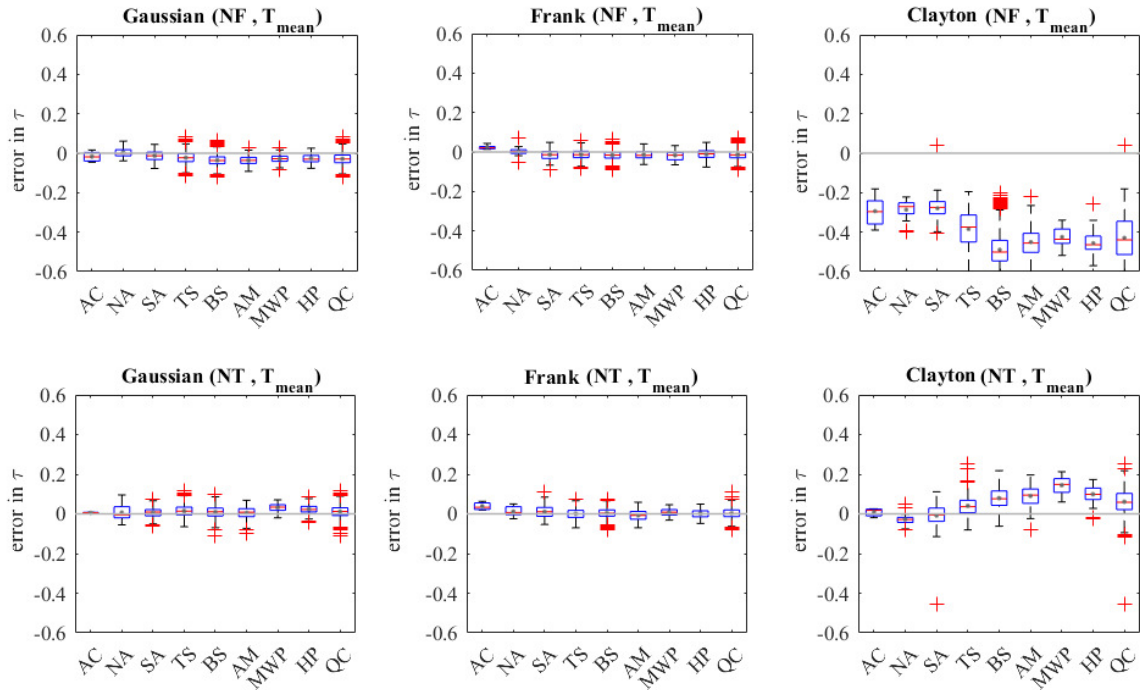 Gaussian (NF , T_mean)
0.6
0.4
0.2
0
-0.2
-0.4
-0.6
error in τ
AC NA SA TS BS AM MWP HP QC
Frank (NF , T_mean)
0.6
0.4
0.2
0
-0.2
-0.4
-0.6
error in τ
AC NA SA TS BS AM MWP HP QC
Clayton (NF , T_mean)
0.6
0.4
0.2
0
-0.2
-0.4
-0.6
error in τ
AC NA SA TS BS AM MWP HP QC
Gaussian (NT , T_mean)
0.6
0.4
0.2
0
-0.2
-0.4
-0.6
error in τ
AC NA SA TS BS AM MWP HP QC
Frank (NT , T_mean)
0.6
0.4
0.2
0
-0.2
-0.4
-0.6
error in τ
AC NA SA TS BS AM MWP HP QC
Clayton (NT , T_mean)
0.6
0.4
0.2
0
-0.2
-0.4
-0.6
error in τ
AC NA SA TS BS AM MWP HP QC